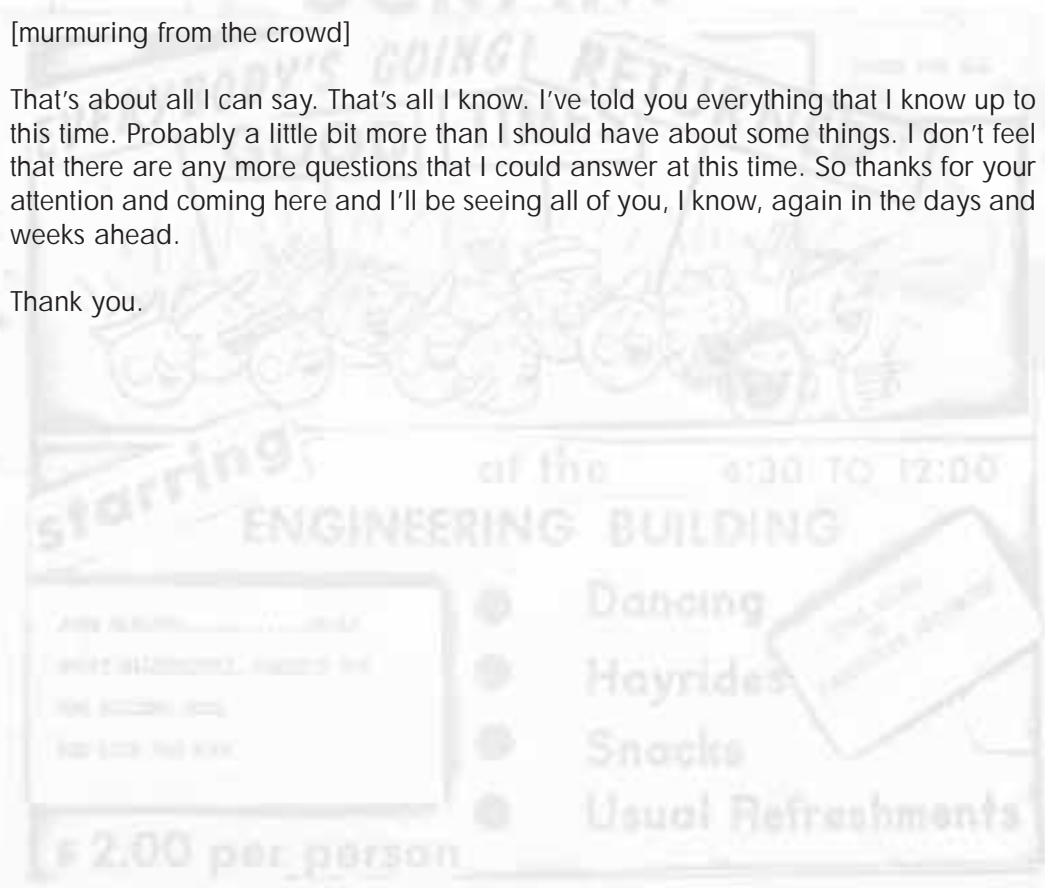 [murmuring from the crowd]
That's about all I can say. That's all I know. I've told you everything that I know up to
this time. Probably a little bit more than I should have about some things. I don't feel
that there are any more questions that I could answer at this time. So thanks for your
attention and coming here and I'll be seeing all of you, I know, again in the days and
weeks ahead.
Thank you.
EVERYBODY'S GOING!
starring
at the 4:30 TO 12:00
ENGINEERING BUILDING
Dancing
Hayrides
Snacks
Usual Refreshments
$ 2.00 per person